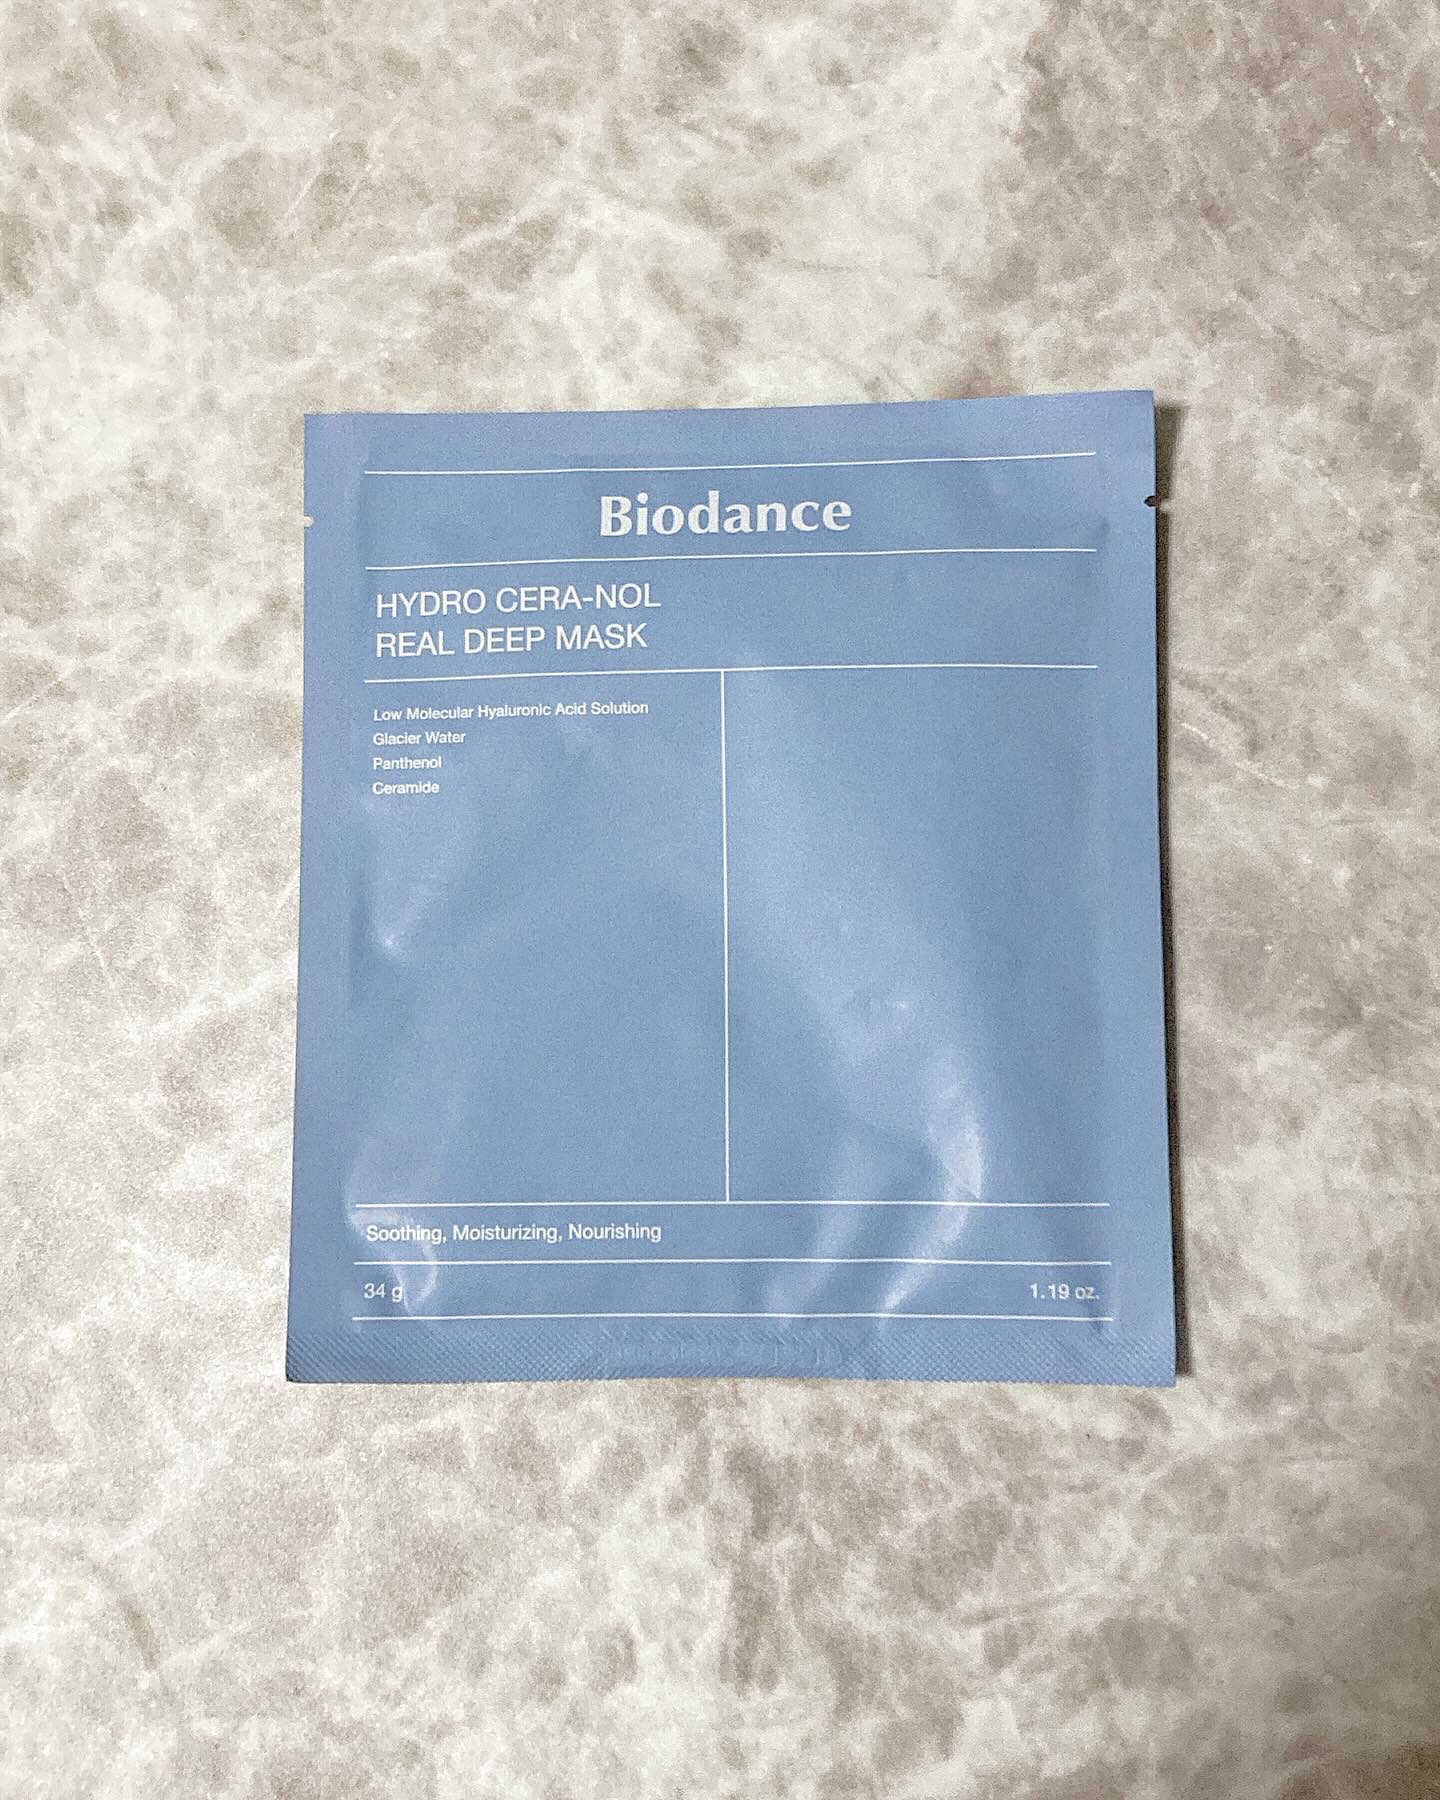 Biodance
HYDRO CERA-NOL
REAL DEEP MASK
Low Molecular Hyaluronic Acid Solution
Glacier Water
Panthenol
Ceramide
Soothing, Moisturizing, Nourishing
34 g
1.19 oz.